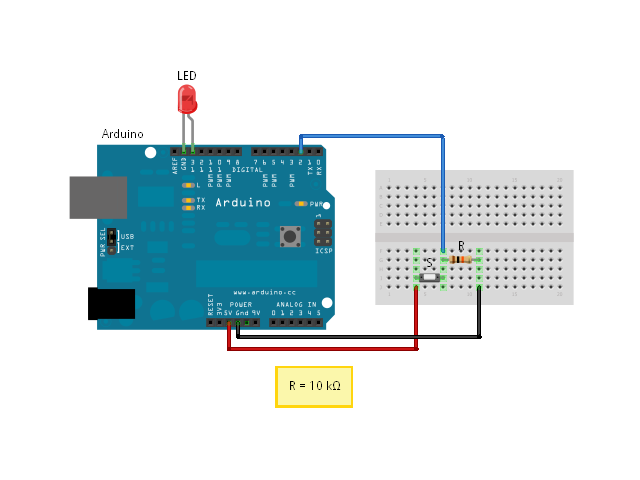 LED
Arduino
AREF
GND
13
12
11
10
9
8
7
6
5
4
3
2
1
0
TX
RX
PWM
PWM
PWM
PWM
PWM
PWM
DIGITAL
L
TX
RX
Arduino
PWR
1
ICSP
PWR SEL
USB
EXT
www.arduino.cc
POWER
ANALOG IN
RESET
3V3
5V Gnd 9V
0 1 2 3 4 5
R
S
R = 10 kΩ